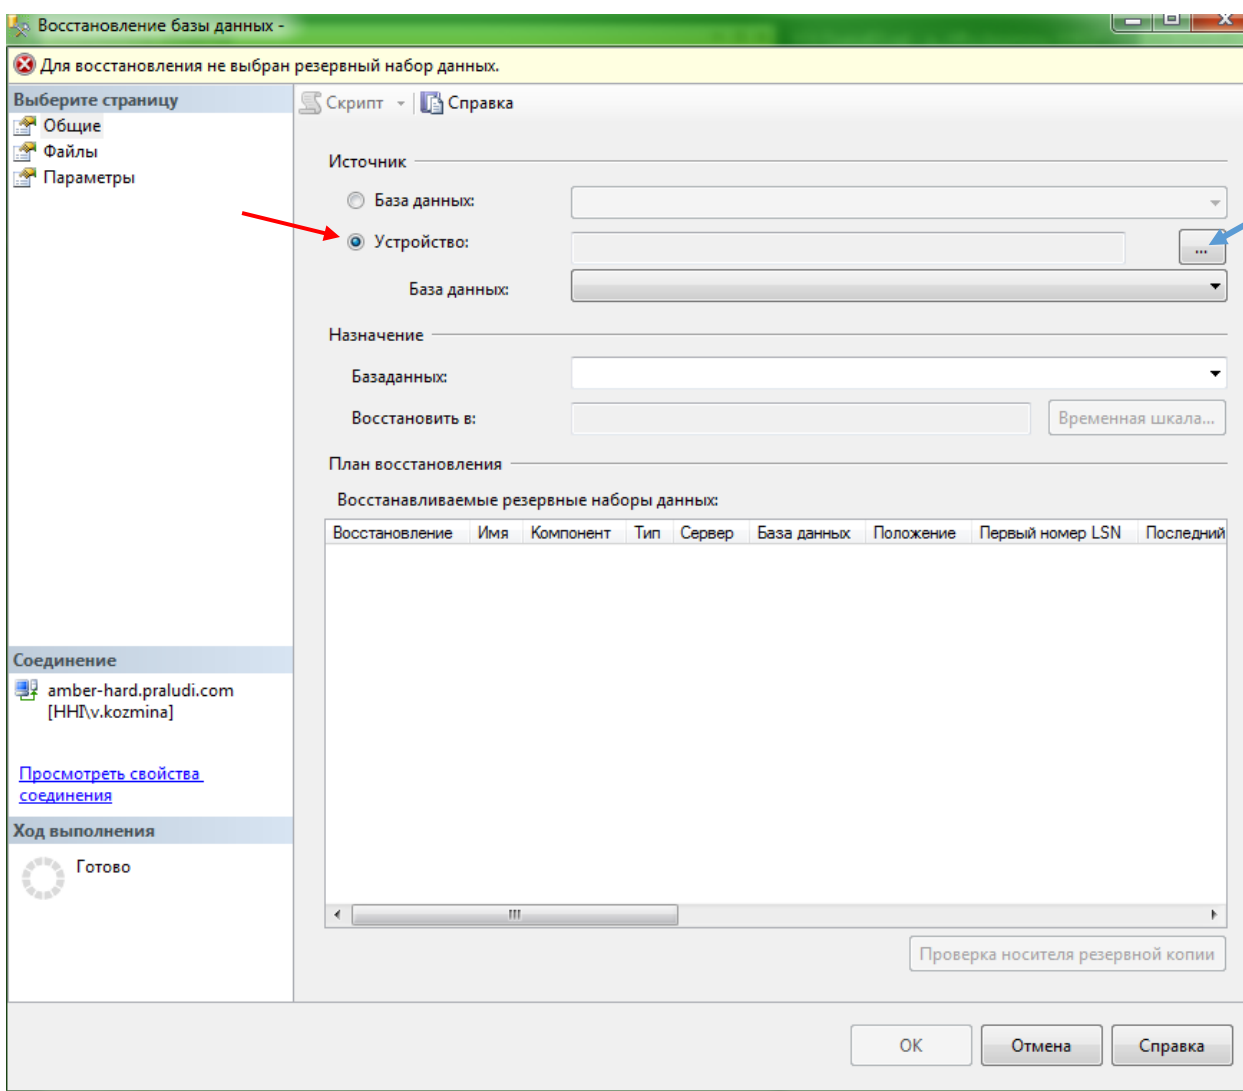 Восстановление базы данных -
Для восстановления не выбран резервный набор данных.
Выберите страницу
Общие
Файлы
Параметры
Скрипт
Справка
Источник
База данных:
Устройство:
...
База данных:
Назначение
Базаданных:
Восстановить в:
Временная шкала...
План восстановления
Восстанавливаемые резервные наборы данных:
Восстановление Имя Компонент Тип Сервер База данных Положение Первый номер LSN Последний
Соединение
amber-hard.praludi.com
[HHI\v.kozmina]
Просмотреть свойства
соединения
Ход выполнения
Готово
Проверка носителя резервной копии
ОК Отмена Справка